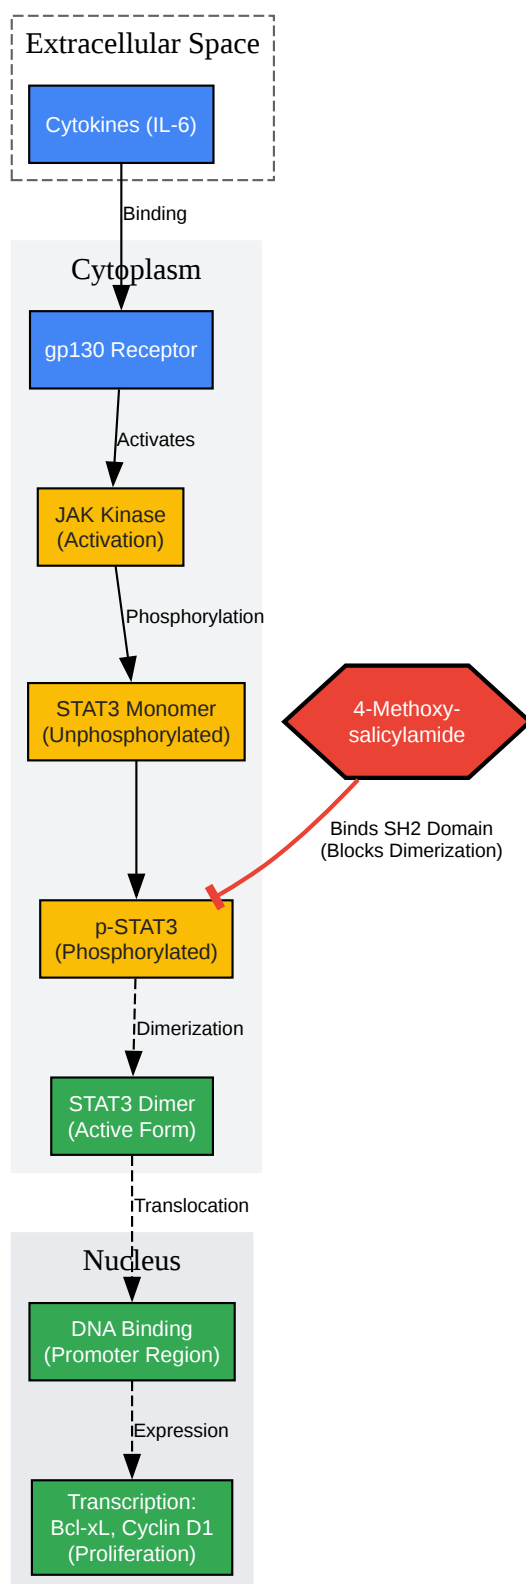 Extracellular Space
Cytokines (IL-6)
Binding
Cytoplasm
gp130 Receptor
Activates
JAK Kinase
(Activation)
Phosphorylation
STAT3 Monomer
(Unphosphorylated)
4-Methoxy-
salicylamide
Binds SH2 Domain
(Blocks Dimerization)
p-STAT3
(Phosphorylated)
Dimerization
STAT3 Dimer
(Active Form)
Translocation
Nucleus
DNA Binding
(Promoter Region)
Expression
Transcription:
Bcl-xL, Cyclin D1
(Proliferation)